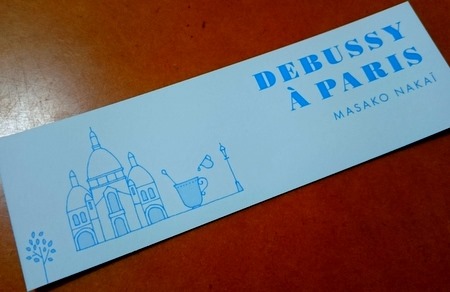 DEBUSSY
À PARIS
MASAKO NAKAÏ